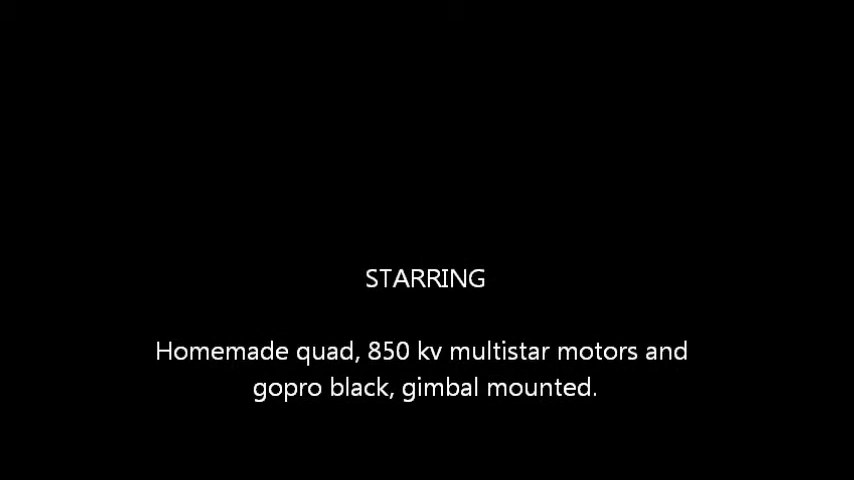 STARRING
Homemade quad, 850 kv multistar motors and
gopro black, gimbal mounted.